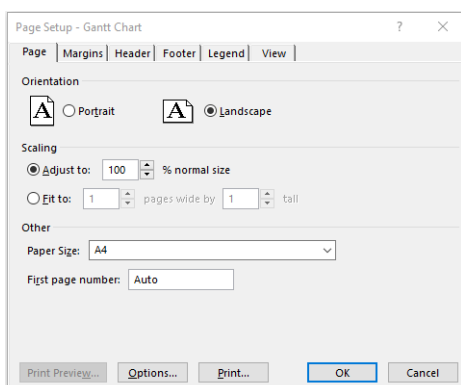 Page Setup - Gantt Chart ? ×
Page Margins Header Footer Legend View
Orientation
A Portrait A Landscape
Scaling
Adjust to: 100 % normal size
Fit to: 1 pages wide by 1 tall
Other
Paper Size: A4
First page number: Auto
Print Preview... Options... Print... OK Cancel